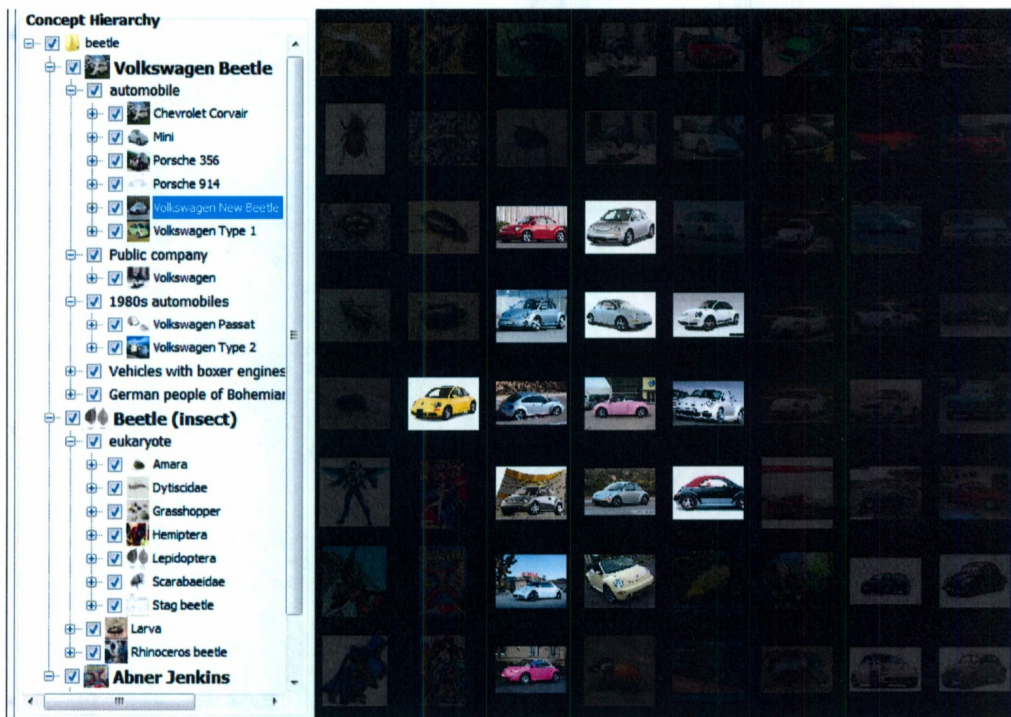 Concept Hierarchy
beetle
Volkswagen Beetle
automobile
Chevrolet Corvair
Mini
Porsche 356
Porsche 914
Volkswagen New Beetle
Volkswagen Type 1
Public company
Volkswagen
1980s automobiles
Volkswagen Passat
Volkswagen Type 2
Vehicles with boxer engines
German people of Bohemian
Beetle (insect)
eukaryote
Amara
Dytiscidae
Grasshopper
Hemiptera
Lepidoptera
Scarabaeidae
Stag beetle
Larva
Rhinoceros beetle
Abner Jenkins